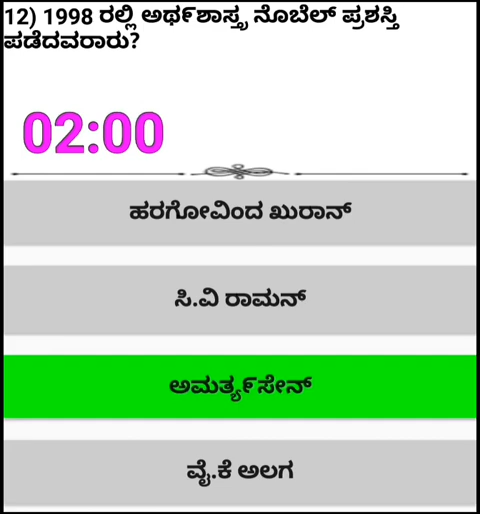 12) 1998 ರಲ್ಲಿ ಅರ್ಥಶಾಸ್ತ್ರ ನೊಬೆಲ್ ಪ್ರಶಸ್ತಿ
ಪಡೆದವರಾರು?
02:00
ಹರಗೋವಿಂದ ಖುರಾನ್
ಸಿ.ವಿ ರಾಮನ್
ಅಮರ್ತ್ಯಸೇನ್
ವೈ.ಕೆ ಅಲಗ